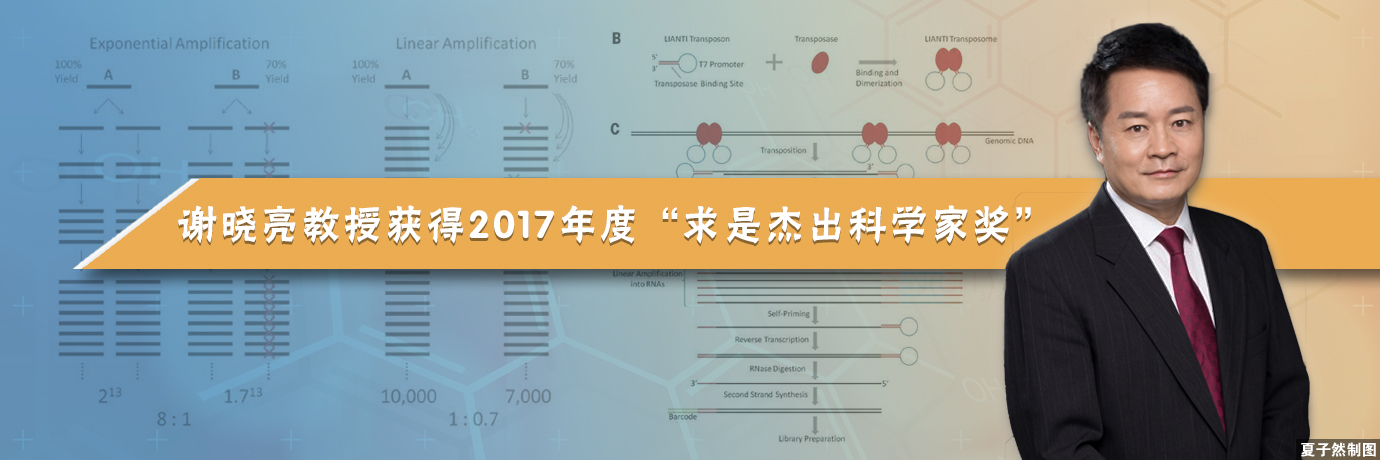 Exponential Amplification
100% Yield
A
B
70% Yield
2¹³
1.7¹³
8 : 1
Linear Amplification
100% Yield
A
B
70% Yield
10,000
7,000
1 : 0.7
B
LIANTI Transposon
Transposase
LIANTI Transposome
5'
3'
T7 Promoter
Transposase Binding Site
+
Binding and
Dimerization
C
Genomic DNA
Transposition
3'
谢晓亮教授获得2017年度“求是杰出科学家奖”
Linear Amplification
into RNAs
Self-Priming
Reverse Transcription
RNase Digestion
3'
5'
Second Strand Synthesis
Barcode
Library Preparation
夏子然制图